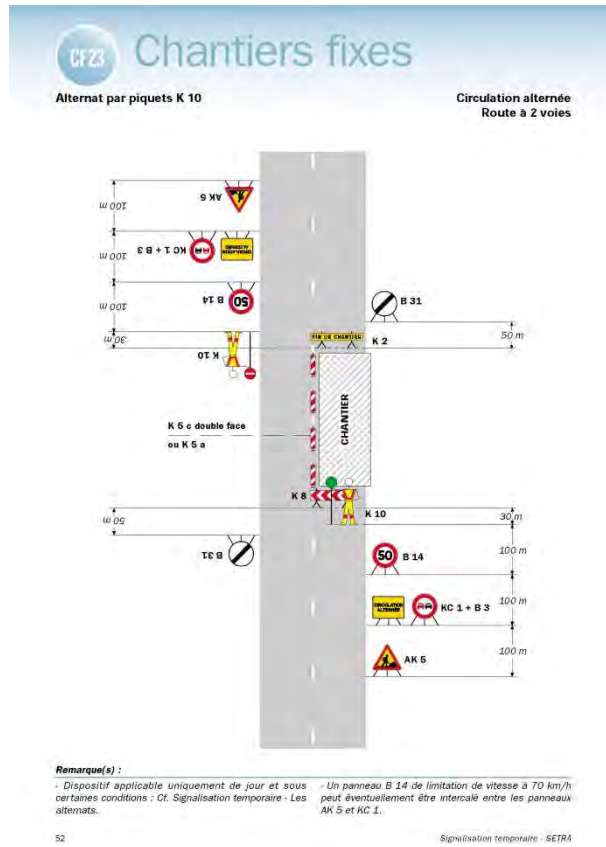 CF23
Chantiers fixes
Alternat par piquets K 10
Circulation alternée
Route à 2 voies
100 m
AK 5
100 m
KC 1 + B 3
CIRCULATION
ALTERNÉE
100 m
B 14
50
30 m
K 10
B 31
50 m
FIN DE CHANTIER
K 2
CHANTIER
K 5 c double face
ou K 5 a
K 8
K 10
50 m
B 31
30 m
50
B 14
100 m
CIRCULATION
ALTERNÉE
KC 1 + B 3
100 m
AK 5
100 m
Remarque(s) :
- Dispositif applicable uniquement de jour et sous
certaines conditions : Cf. Signalisation temporaire - Les
alternats.
- Un panneau B 14 de limitation de vitesse à 70 km/h
peut éventuellement être intercalé entre les panneaux
AK 5 et KC 1.
52
Signalisation temporaire - SETRA